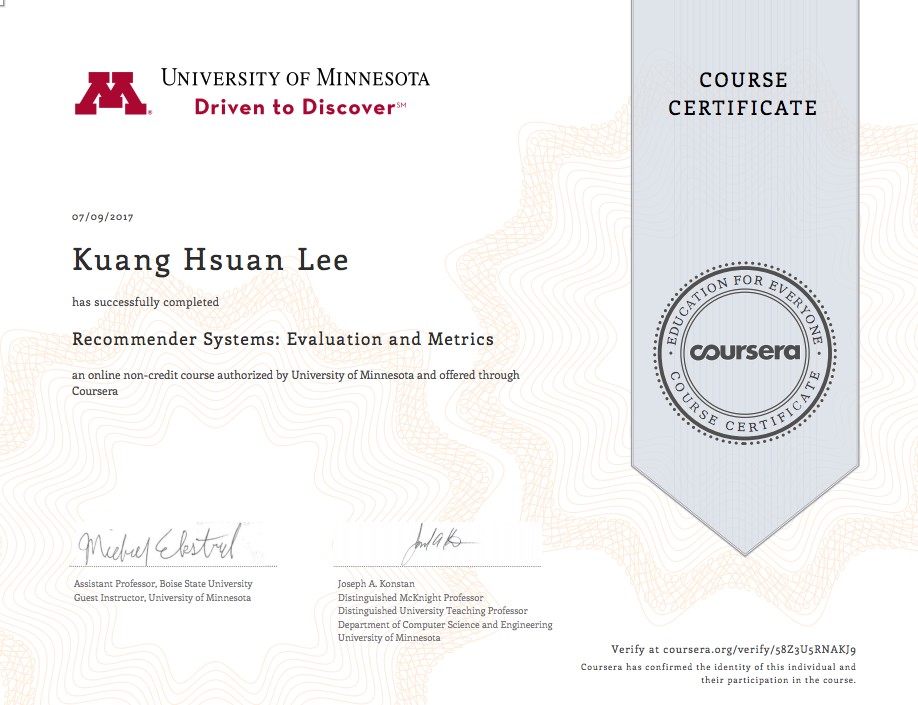 UNIVERSITY OF MINNESOTA
Driven to Discover℠
COURSE
CERTIFICATE
07/09/2017
Kuang Hsuan Lee
has successfully completed
Recommender Systems: Evaluation and Metrics
an online non-credit course authorized by University of Minnesota and offered through
Coursera
EDUCATION FOR EVERYONE
coursera
COURSE CERTIFICATE
Michael Ekstrand
Assistant Professor, Boise State University
Guest Instructor, University of Minnesota
Joseph A. Konstan
Distinguished McKnight Professor
Distinguished University Teaching Professor
Department of Computer Science and Engineering
University of Minnesota
Verify at coursera.org/verify/58Z3U5RNAKJ9
Coursera has confirmed the identity of this individual and
their participation in the course.